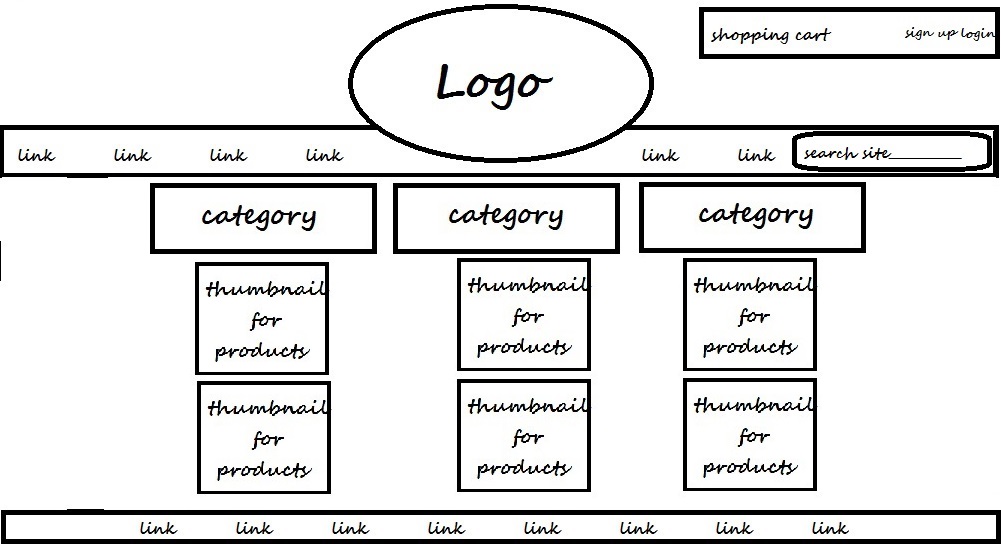 shopping cart sign up login
Logo
link link link link link link search site
category category category
thumbnail for products
thumbnail for products
thumbnail for products
thumbnail for products
thumbnail for products
thumbnail for products
link link link link link link link link